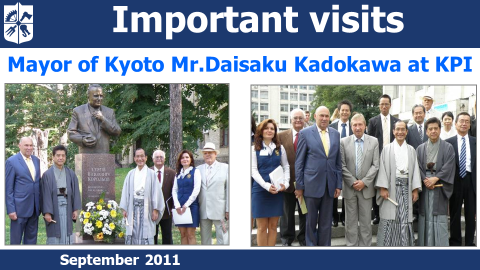 Important visits
Mayor of Kyoto Mr.Daisaku Kadokawa at KPI
September 2011